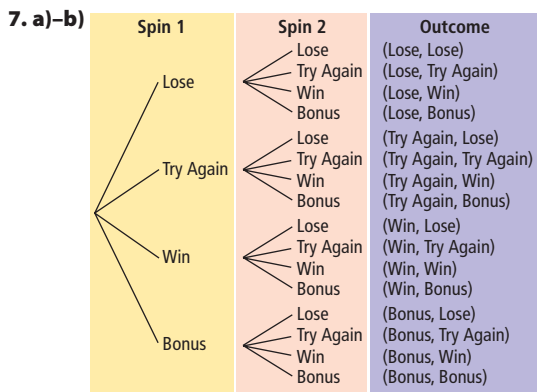 7. a)–b)
Spin 1 Spin 2 Outcome
Lose (Lose, Lose)
Lose Try Again (Lose, Try Again)
Win (Lose, Win)
Bonus (Lose, Bonus)
Lose (Try Again, Lose)
Try Again Try Again (Try Again, Try Again)
Win (Try Again, Win)
Bonus (Try Again, Bonus)
Lose (Win, Lose)
Try Again (Win, Try Again)
Win Win (Win, Win)
Bonus (Win, Bonus)
Lose (Bonus, Lose)
Try Again (Bonus, Try Again)
Bonus Win (Bonus, Win)
Bonus (Bonus, Bonus)